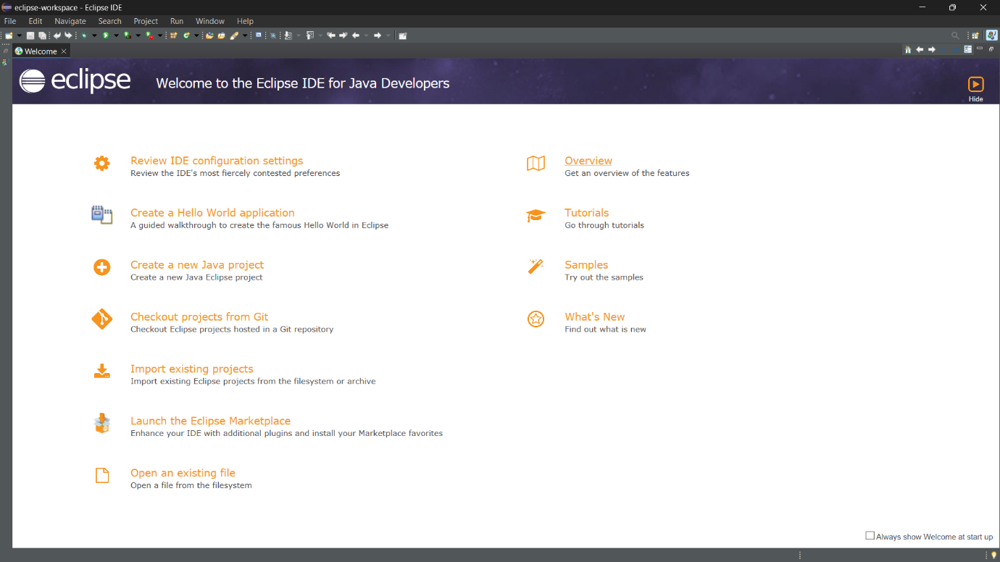 eclipse-workspace - Eclipse IDE
File Edit Navigate Search Project Run Window Help
Welcome
eclipse
Welcome to the Eclipse IDE for Java Developers
Hide
Review IDE configuration settings
Review the IDE's most fiercely contested preferences
Create a Hello World application
A guided walkthrough to create the famous Hello World in Eclipse
Create a new Java project
Create a new Java Eclipse project
Checkout projects from Git
Checkout Eclipse projects hosted in a Git repository
Import existing projects
Import existing Eclipse projects from the filesystem or archive
Launch the Eclipse Marketplace
Enhance your IDE with additional plugins and install your Marketplace favorites
Open an existing file
Open a file from the filesystem
Overview
Get an overview of the features
Tutorials
Go through tutorials
Samples
Try out the samples
What's New
Find out what is new
Always show Welcome at start up